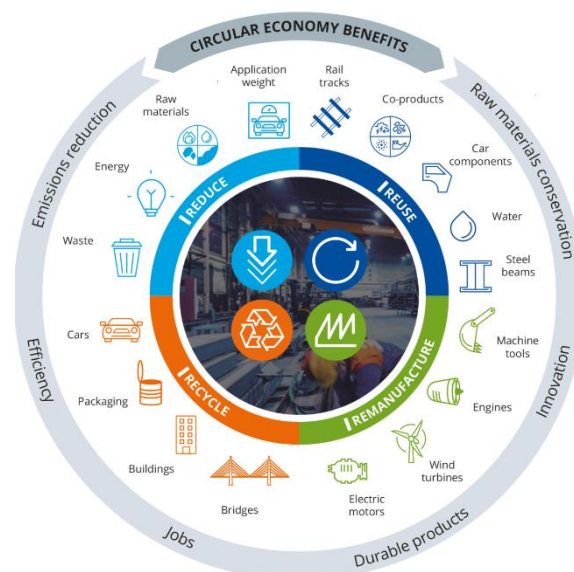 CIRCULAR ECONOMY BENEFITS
Emissions reduction
Raw materials conservation
Efficiency
Innovation
Jobs
Durable products
REDUCE
Application
weight
Raw
materials
Energy
Waste
REUSE
Rail
tracks
Co-products
Car
components
Water
Steel
beams
RECYCLE
Cars
Packaging
Buildings
Bridges
REMANUFACTURE
Machine
tools
Engines
Wind
turbines
Electric
motors